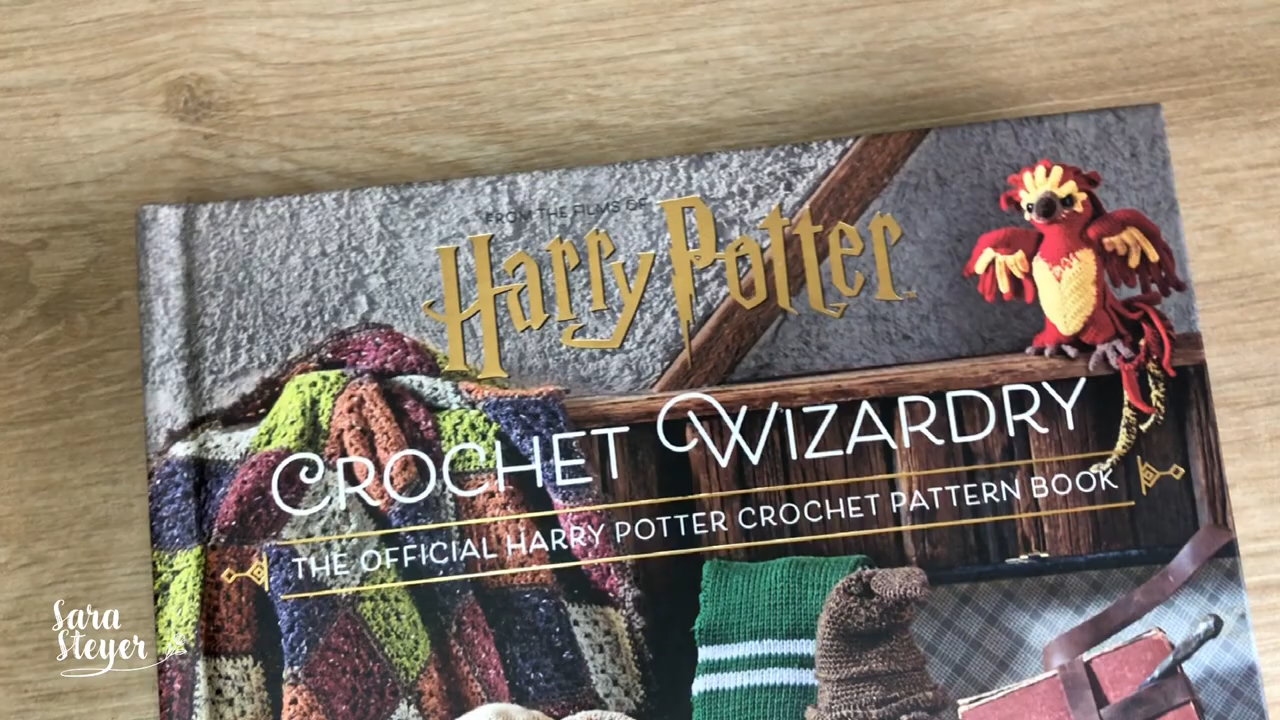 FROM THE FILMS OF
Harry Potter
CROCHET WIZARDRY
THE OFFICIAL HARRY POTTER CROCHET PATTERN BOOK
Sara
Steyer